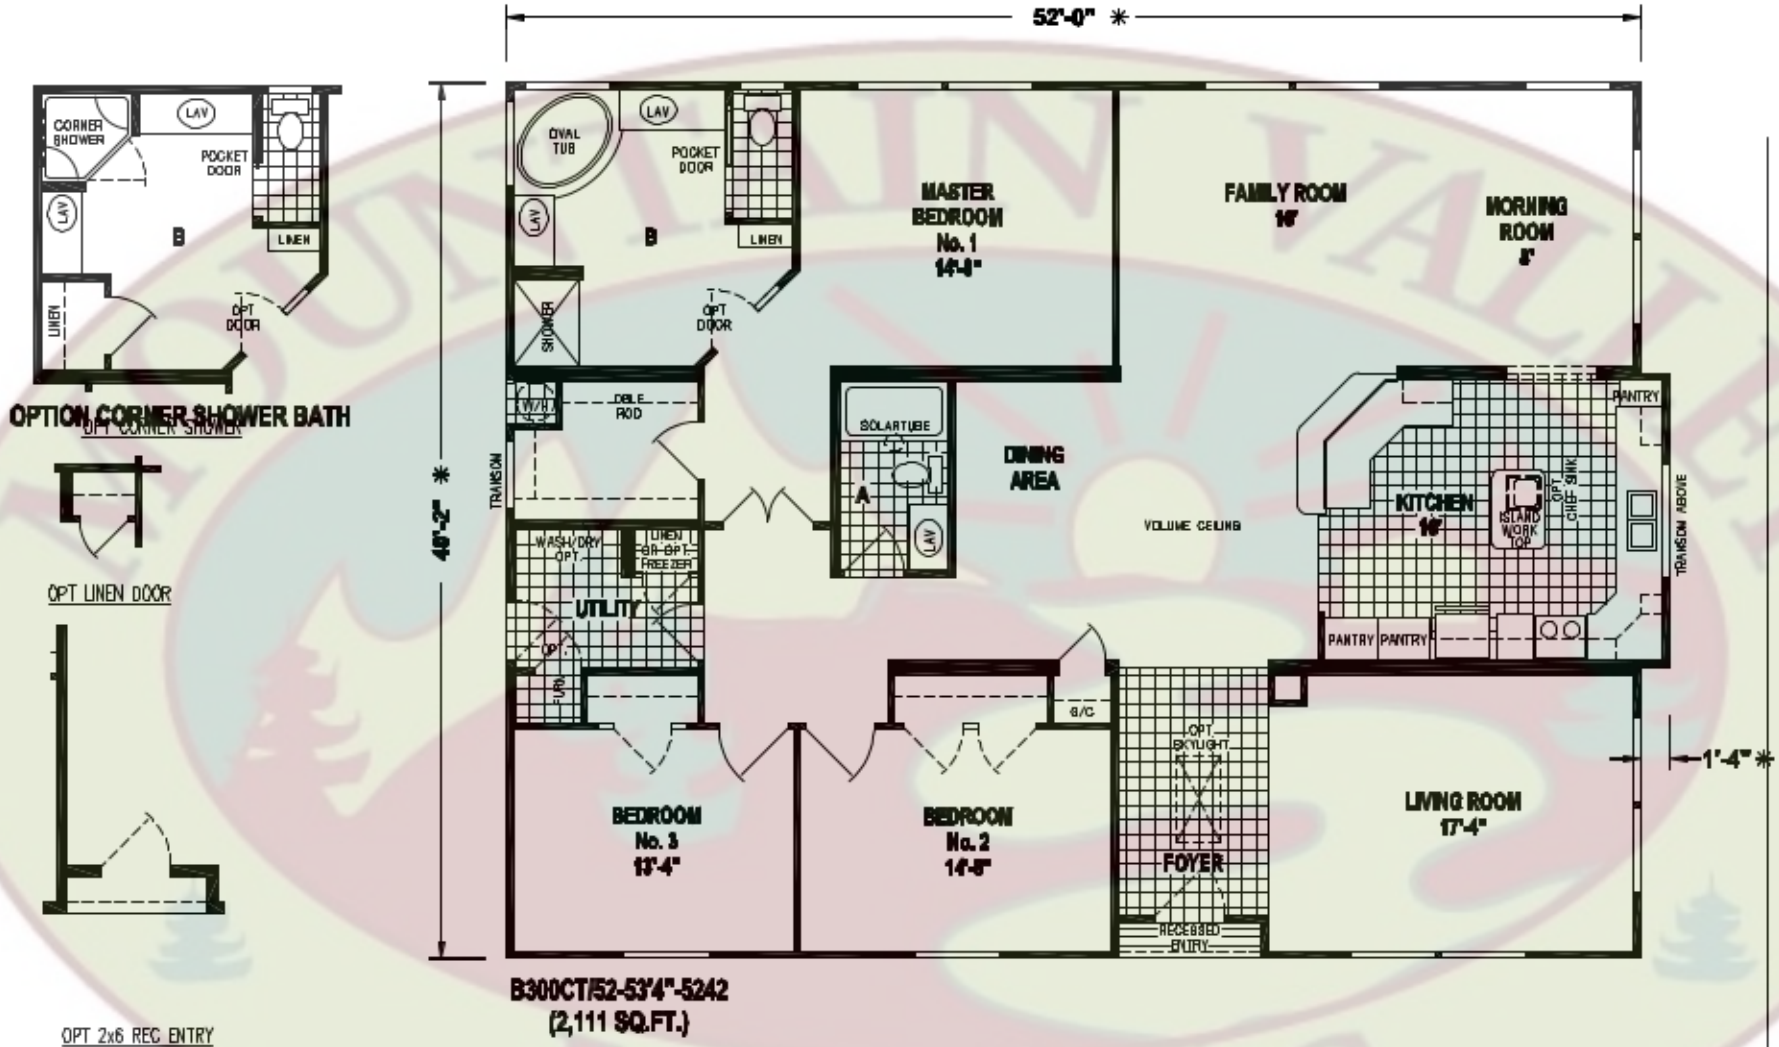 52'-0" *
CORNER
SHOWER
LAV
POCKET
DOOR
LAV
B
LINEN
LINEN
OPT
DOOR
OPTION CORNER SHOWER BATH
OPT CORNER SHOWER
OPT LINEN DOOR
OPT 2x6 REC ENTRY
OVAL
TUB
LAV
POCKET
DOOR
LAV
B
LINEN
SHOWER
OPT
DOOR
MASTER
BEDROOM
No. 1
14'-8"
FAMILY ROOM
16'
MORNING
ROOM
8'
W/H
DBLE
ROD
TRANSOM
SOLARTUBE
A
LAV
DINING
AREA
VOLUME CEILING
PANTRY
KITCHEN
16'
ISLAND
WORK
TOP
OPT
CHEF SINK
TRANSOM ABOVE
PANTRY
PANTRY
WASH/DRY
OPT.
LINEN
OR OPT.
FREEZER
UTILITY
OPT.
FURN
G/C
OPT
SKYLIGHT
FOYER
RECESSED
ENTRY
LIVING ROOM
17'-4"
1'-4" *
BEDROOM
No. 3
13'-4"
BEDROOM
No. 2
14'-8"
B300CT/52-53'4"-5242
(2,111 SQ.FT.)
MOUNTAIN VALLEY